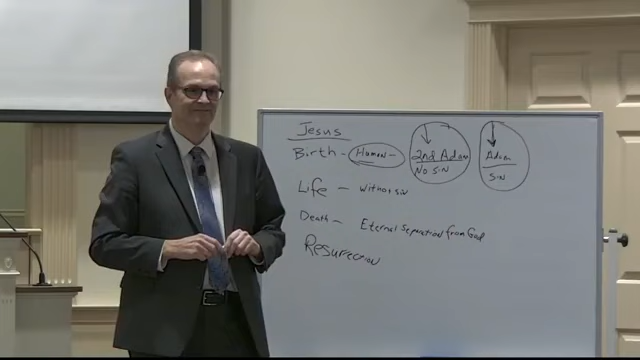 Jesus
Birth - Human - 2nd Adam Adam
No Sin Sin
Life - Without sin
Death - Eternal Separation from God
Resurrection